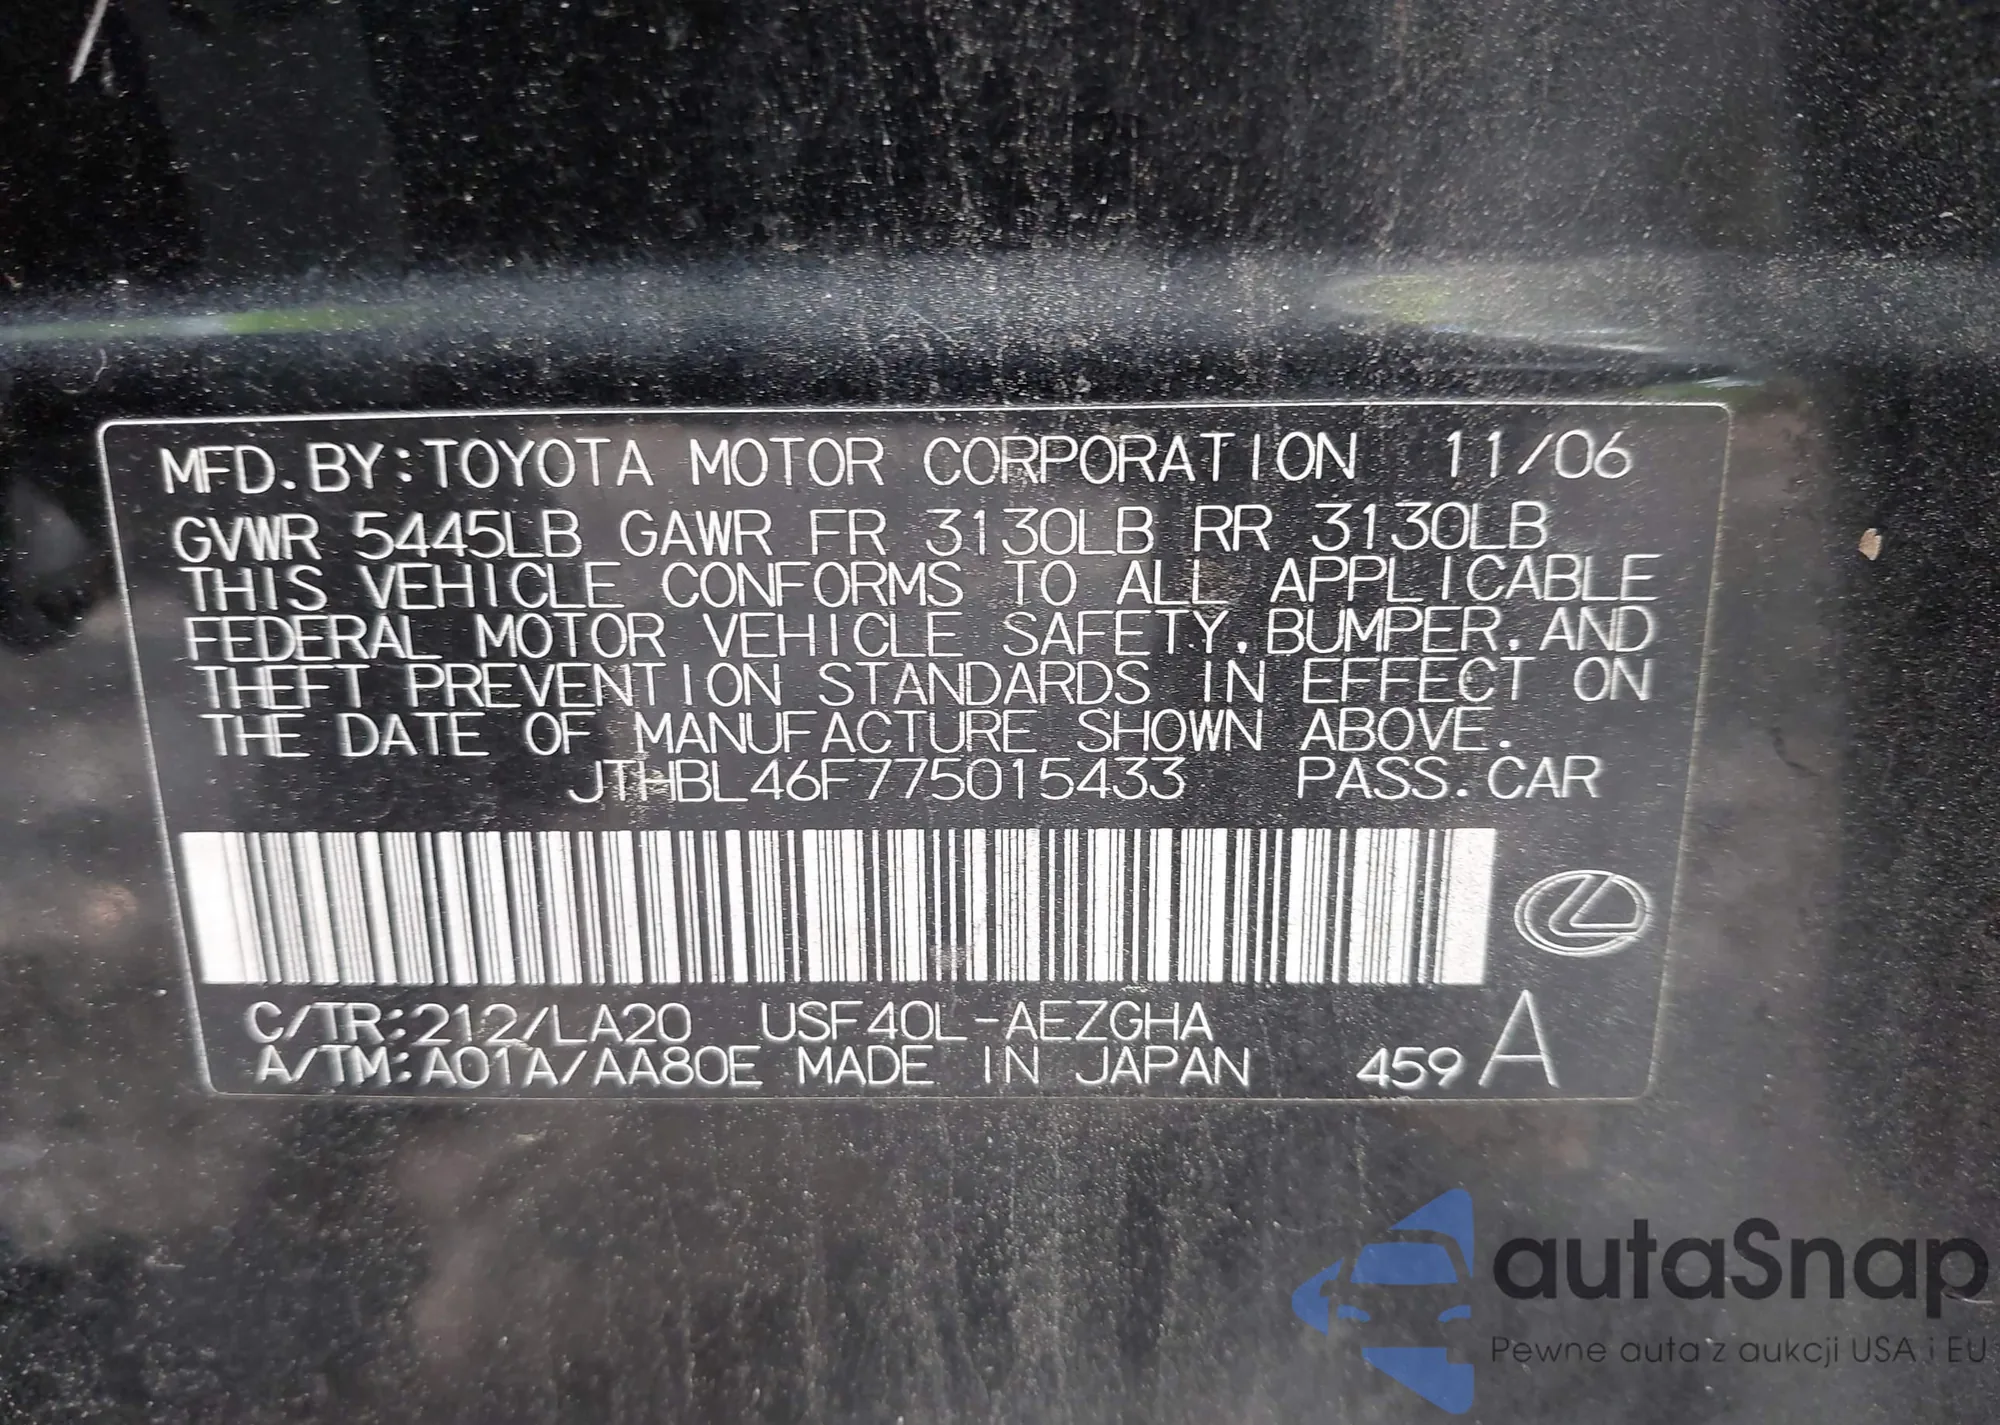 MFD. BY: TOYOTA MOTOR CORPORATION 11/06
GVWR 5445LB GAWR FR 3130LB RR 3130LB
THIS VEHICLE CONFORMS TO ALL APPLICABLE
FEDERAL MOTOR VEHICLE SAFETY, BUMPER, AND
THEFT PREVENTION STANDARDS IN EFFECT ON
THE DATE OF MANUFACTURE SHOWN ABOVE.
JTHBL46F775015433 PASS. CAR
C/TR: 212/LA20 USF40L-AEZGHA
A/TM: A01A/AA80E MADE IN JAPAN 459 A
autaSnap
Pewne auta z aukcji USA i EU